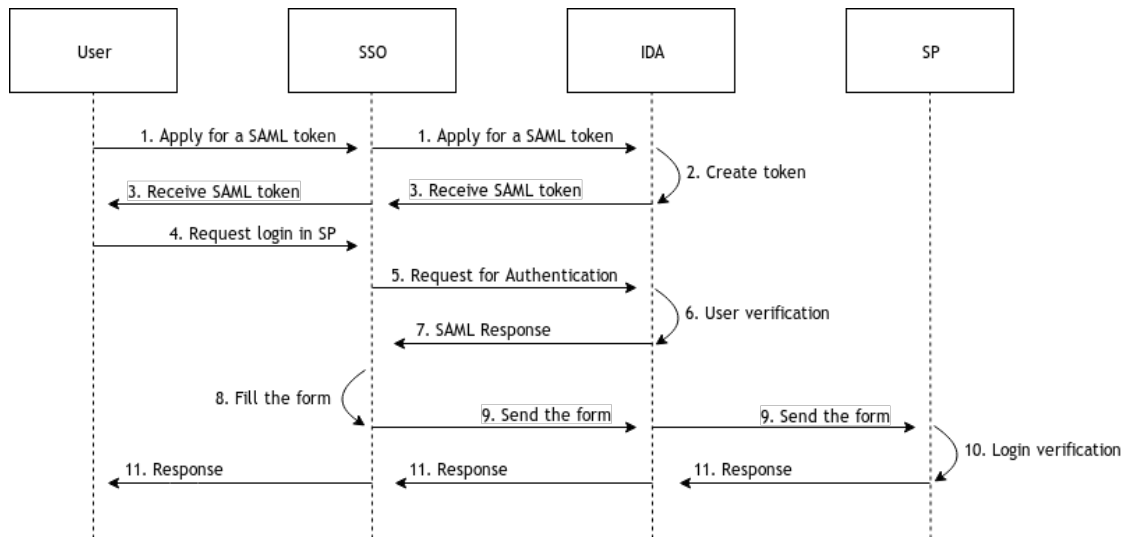 User
SSO
IDA
SP
1. Apply for a SAML token
1. Apply for a SAML token
2. Create token
3. Receive SAML token
3. Receive SAML token
4. Request login in SP
5. Request for Authentication
6. User verification
7. SAML Response
8. Fill the form
9. Send the form
9. Send the form
10. Login verification
11. Response
11. Response
11. Response